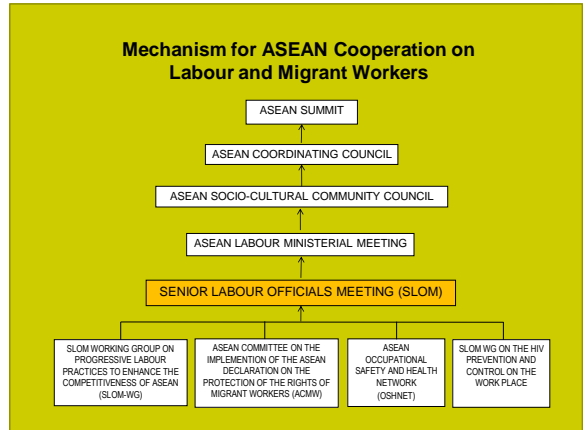 Mechanism for ASEAN Cooperation on
Labour and Migrant Workers
ASEAN SUMMIT
ASEAN COORDINATING COUNCIL
ASEAN SOCIO-CULTURAL COMMUNITY COUNCIL
ASEAN LABOUR MINISTERIAL MEETING
SENIOR LABOUR OFFICIALS MEETING (SLOM)
SLOM WORKING GROUP ON
PROGRESSIVE LABOUR
PRACTICES TO ENHANCE THE
COMPETITIVENESS OF ASEAN
(SLOM-WG)
ASEAN COMMITTEE ON THE
IMPLEMENTION OF THE ASEAN
DECLARATION ON THE
PROTECTION OF THE RIGHTS OF
MIGRANT WORKERS (ACMW)
ASEAN
OCCUPATIONAL
SAFETY AND HEALTH
NETWORK
(OSHNET)
SLOM WG ON THE HIV
PREVENTION AND
CONTROL ON THE
WORK PLACE